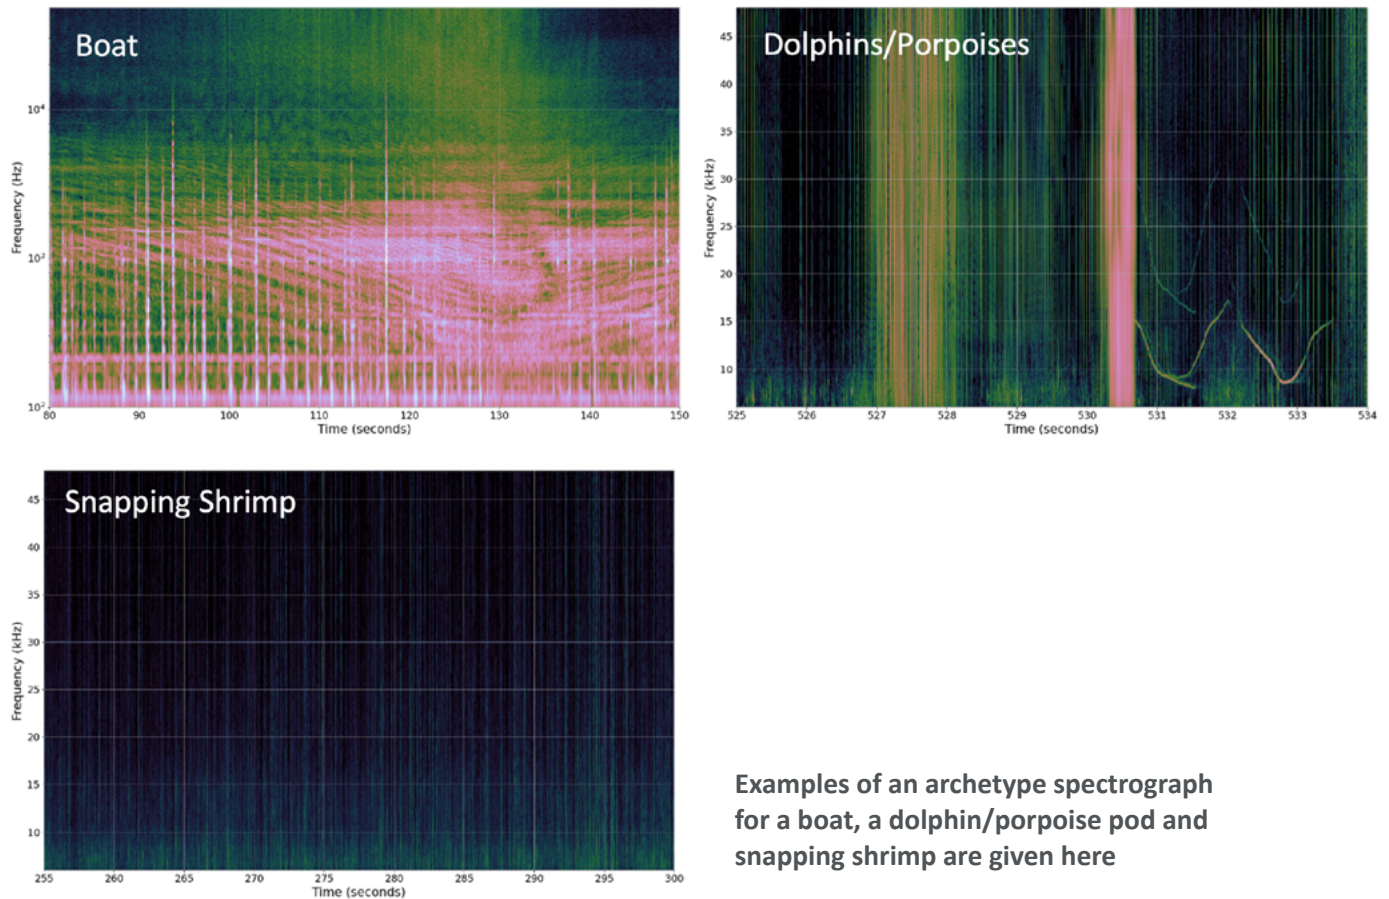 Boat
Frequency (Hz)
10⁴
10³
10²
80 90 100 110 120 130 140 150
Time (seconds)
Dolphins/Porpoises
Frequency (kHz)
45
40
35
30
25
20
15
10
525 526 527 528 529 530 531 532 533 534
Time (seconds)
Snapping Shrimp
Frequency (kHz)
45
40
35
30
25
20
15
10
255 260 265 270 275 280 285 290 295 300
Time (seconds)
Examples of an archetype spectrograph
for a boat, a dolphin/porpoise pod and
snapping shrimp are given here